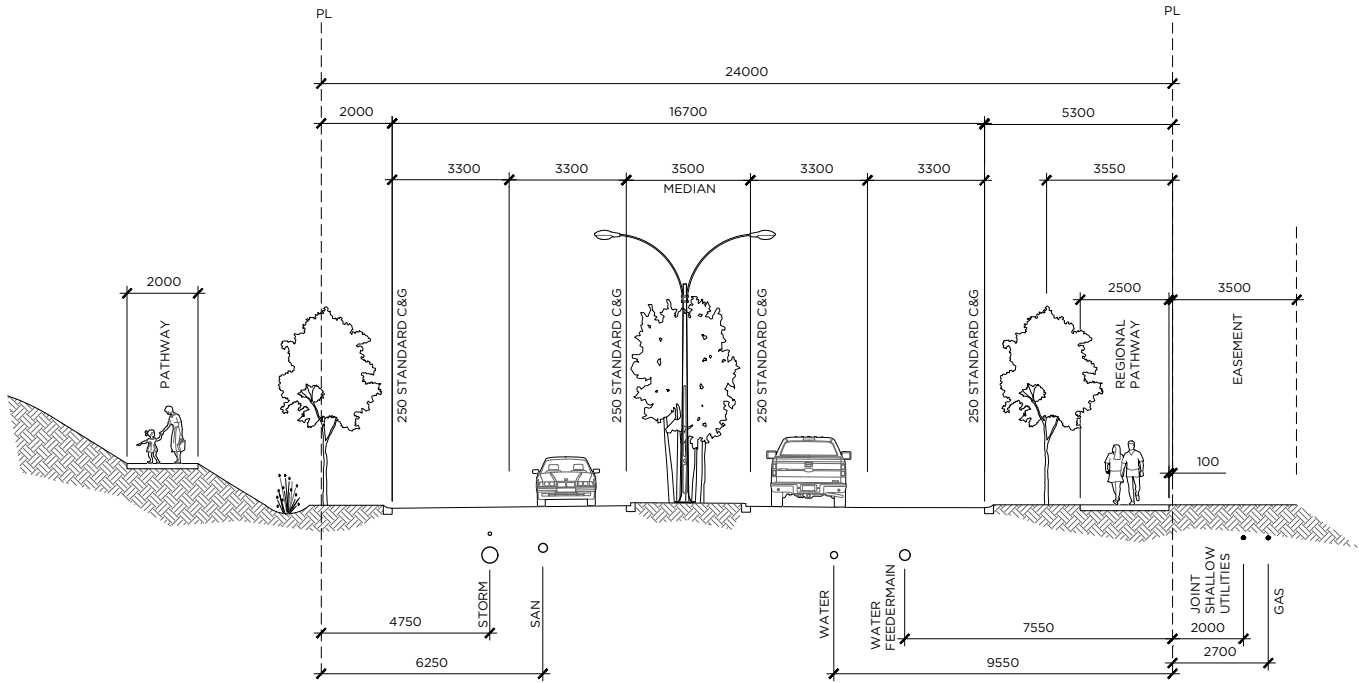 PL
PL
24000
2000
16700
5300
3300
3300
3500
3300
3300
3550
MEDIAN
2000
2500
3500
PATHWAY
250 STANDARD C&G
250 STANDARD C&G
250 STANDARD C&G
250 STANDARD C&G
REGIONAL
PATHWAY
EASEMENT
100
STORM
SAN
WATER
WATER
FEEDERMAIN
JOINT
SHALLOW
UTILITIES
GAS
4750
7550
2000
6250
9550
2700